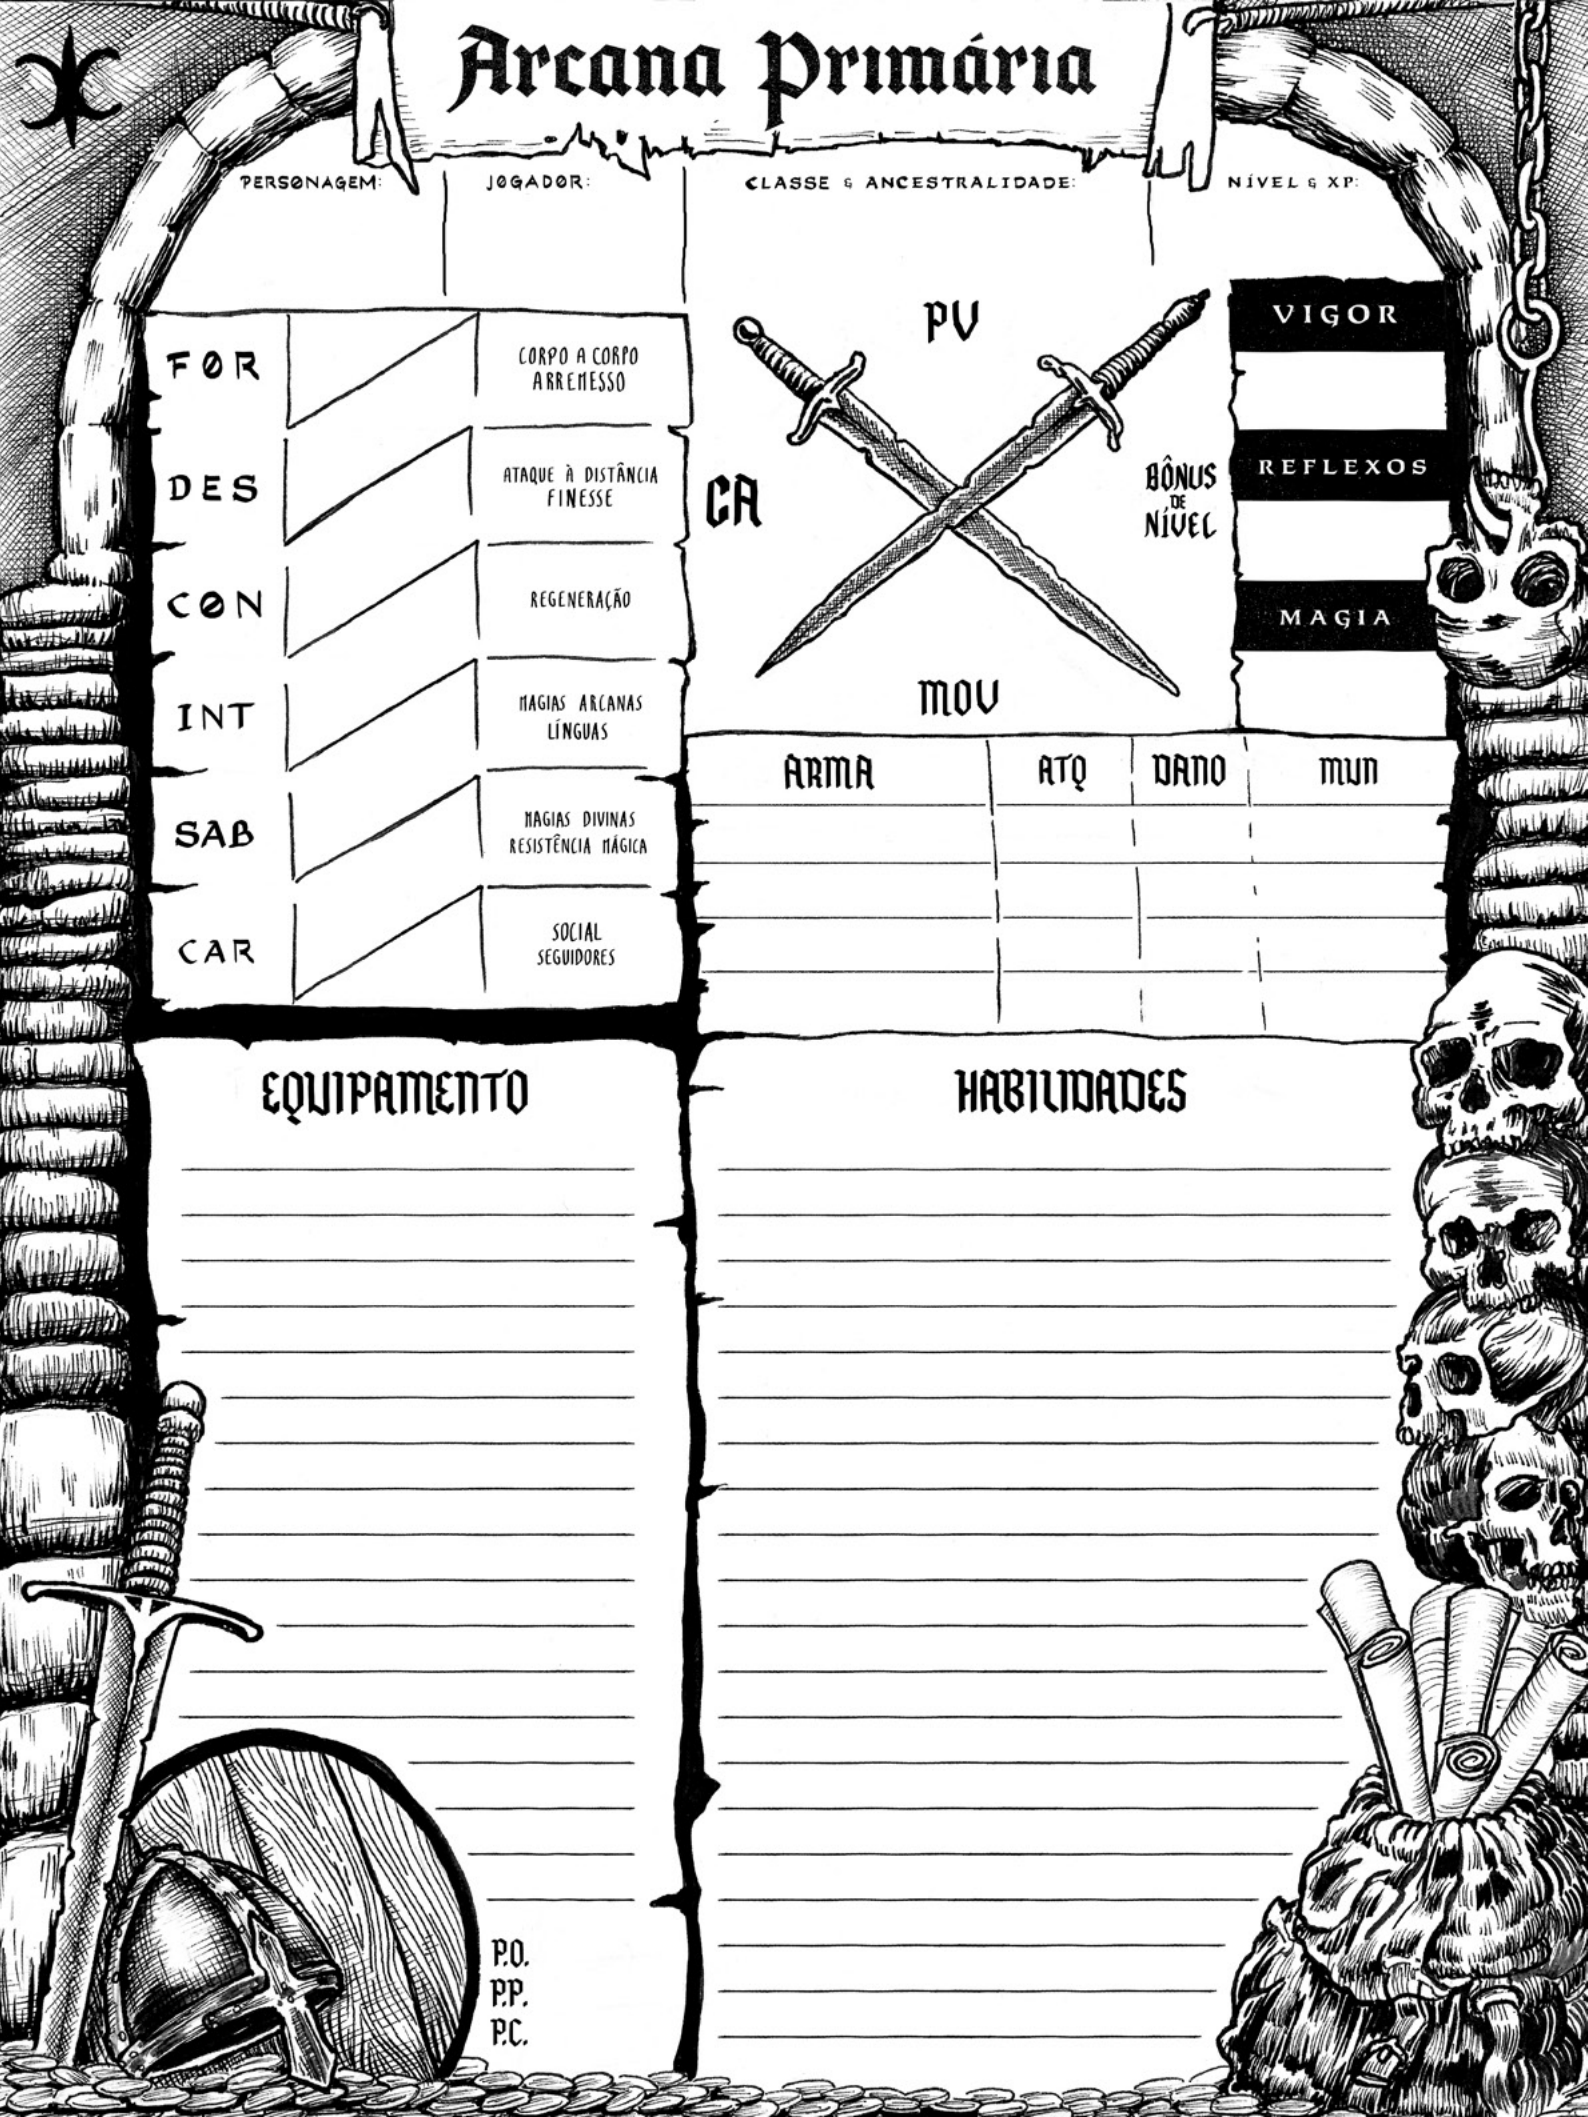 Arcana Primária
PERSONAGEM:
JOGADOR:
CLASSE & ANCESTRALIDADE:
NÍVEL & XP:
FOR
CORPO A CORPO
ARREMESSO
DES
ATAQUE À DISTÂNCIA
FINESSE
CON
REGENERAÇÃO
INT
MAGIAS ARCANAS
LÍNGUAS
SAB
MAGIAS DIVINAS
RESISTÊNCIA MÁGICA
CAR
SOCIAL
SEGUIDORES
PV
CA
BÔNUS
DE
NÍVEL
MOV
VIGOR
REFLEXOS
MAGIA
ARMA
ATQ
DANO
MUN
EQUIPAMENTO
P.O.
P.P.
P.C.
HABILIDADES